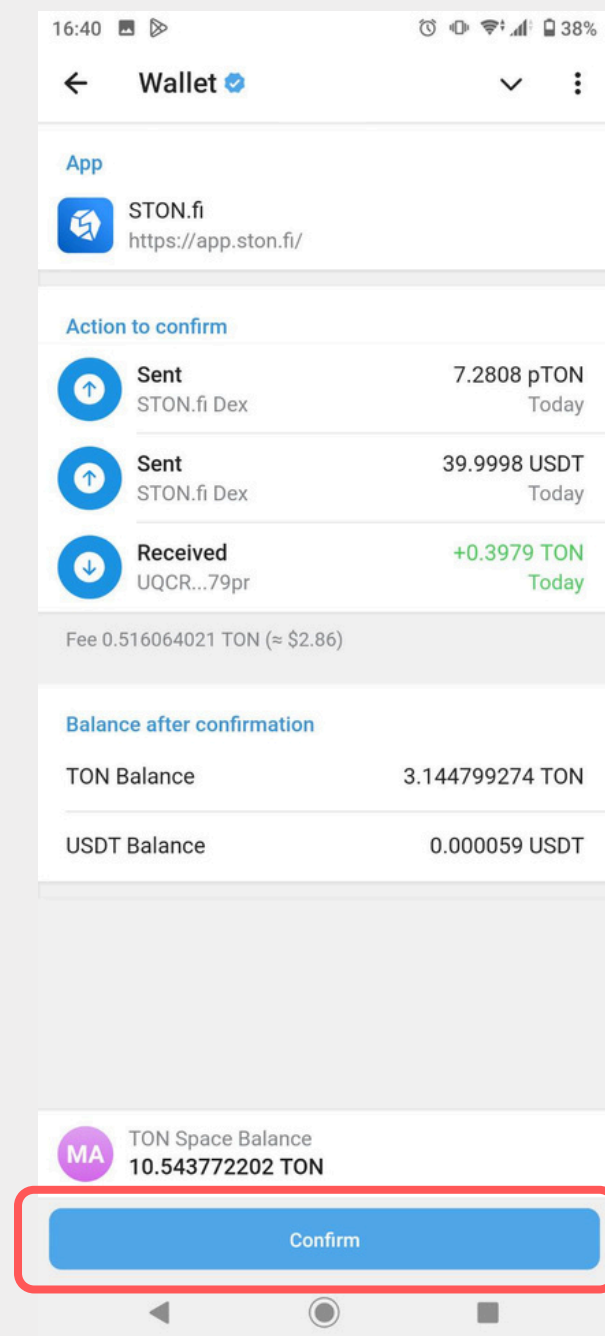 16:40 38%
Wallet
App
STON.fi
https://app.ston.fi/
Action to confirm
Sent 7.2808 pTON
STON.fi Dex Today
Sent 39.9998 USDT
STON.fi Dex Today
Received +0.3979 TON
UQCR...79pr Today
Fee 0.516064021 TON (≈ $2.86)
Balance after confirmation
TON Balance 3.144799274 TON
USDT Balance 0.000059 USDT
MA
TON Space Balance
10.543772202 TON
Confirm